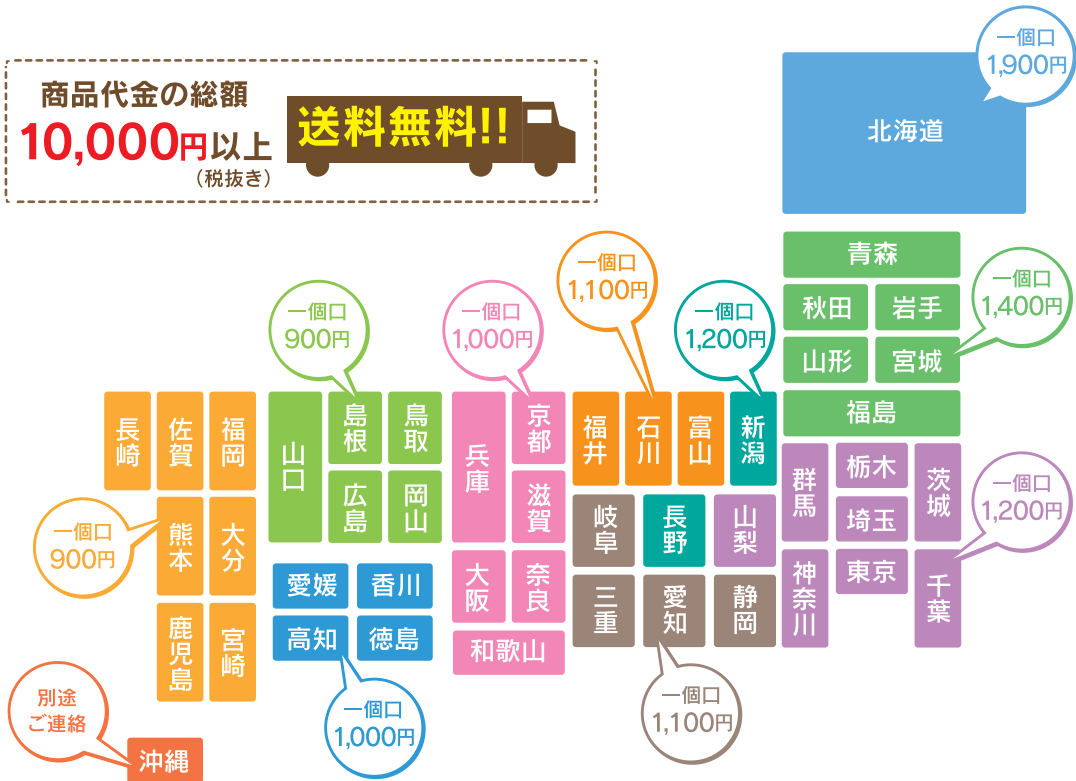 商品代金の総額
10,000円以上
(税抜き)
送料無料!!
一個口
1,900円
北海道
青森
秋田
岩手
山形
宮城
福島
一個口
1,400円
一個口
1,100円
一個口
1,200円
一個口
1,000円
一個口
900円
長崎
佐賀
福岡
熊本
大分
鹿児島
宮崎
一個口
900円
山口
島根
鳥取
広島
岡山
愛媛
香川
高知
徳島
一個口
1,000円
兵庫
京都
滋賀
大阪
奈良
和歌山
福井
石川
富山
新潟
岐阜
長野
山梨
三重
愛知
静岡
一個口
1,100円
群馬
栃木
茨城
埼玉
東京
神奈川
千葉
一個口
1,200円
別途
ご連絡
沖縄